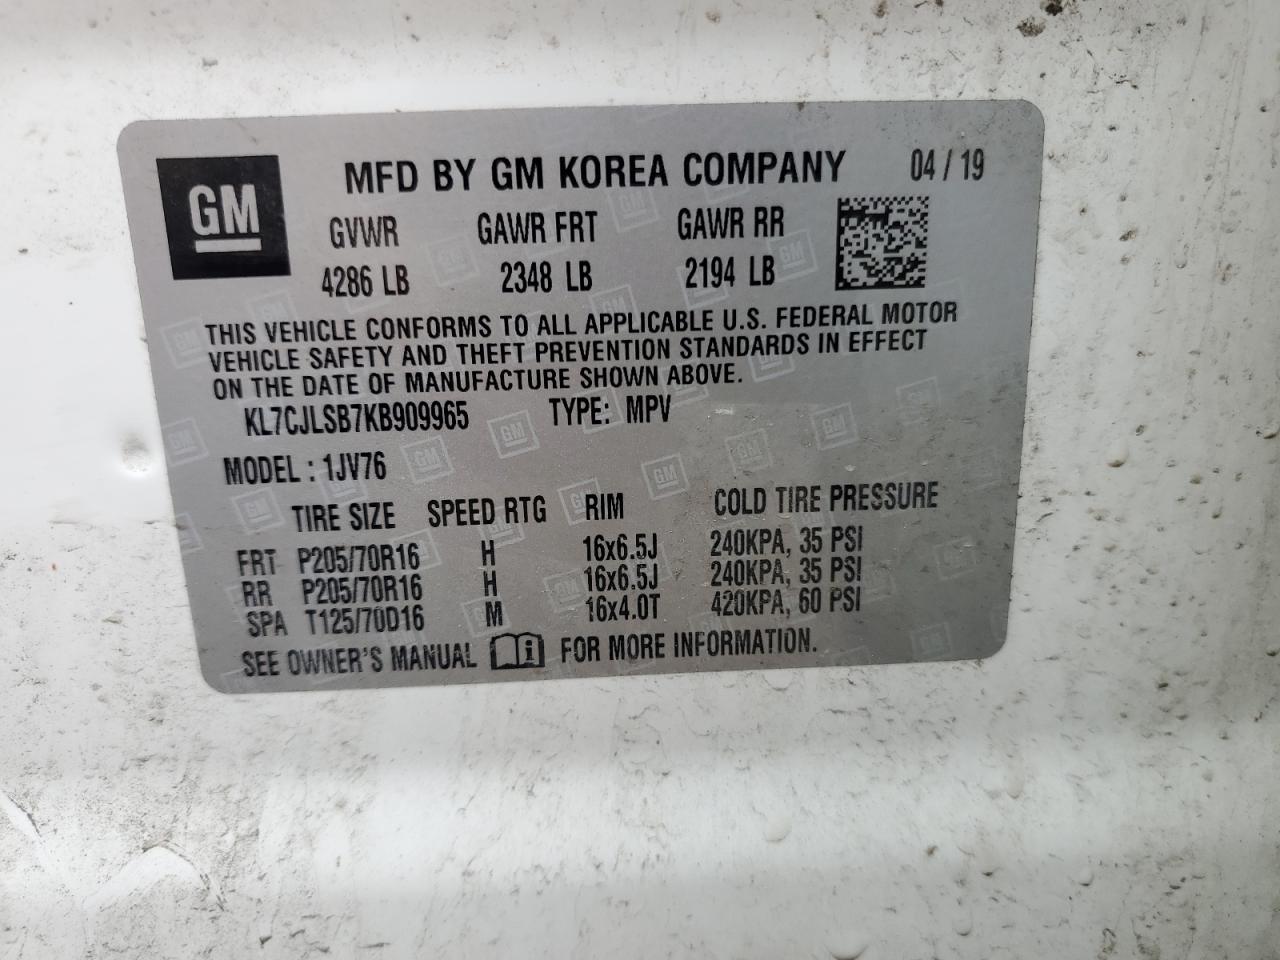 GM MFD BY GM KOREA COMPANY 04 / 19
GVWR GAWR FRT GAWR RR
4286 LB 2348 LB 2194 LB
THIS VEHICLE CONFORMS TO ALL APPLICABLE U.S. FEDERAL MOTOR
VEHICLE SAFETY AND THEFT PREVENTION STANDARDS IN EFFECT
ON THE DATE OF MANUFACTURE SHOWN ABOVE.
KL7CJLSB7KB909965 TYPE: MPV
MODEL : 1JV76
TIRE SIZE SPEED RTG RIM COLD TIRE PRESSURE
FRT P205/70R16 H 16x6.5J 240KPA, 35 PSI
RR P205/70R16 H 16x6.5J 240KPA, 35 PSI
SPA T125/70D16 M 16x4.0T 420KPA, 60 PSI
SEE OWNER'S MANUAL i FOR MORE INFORMATION.